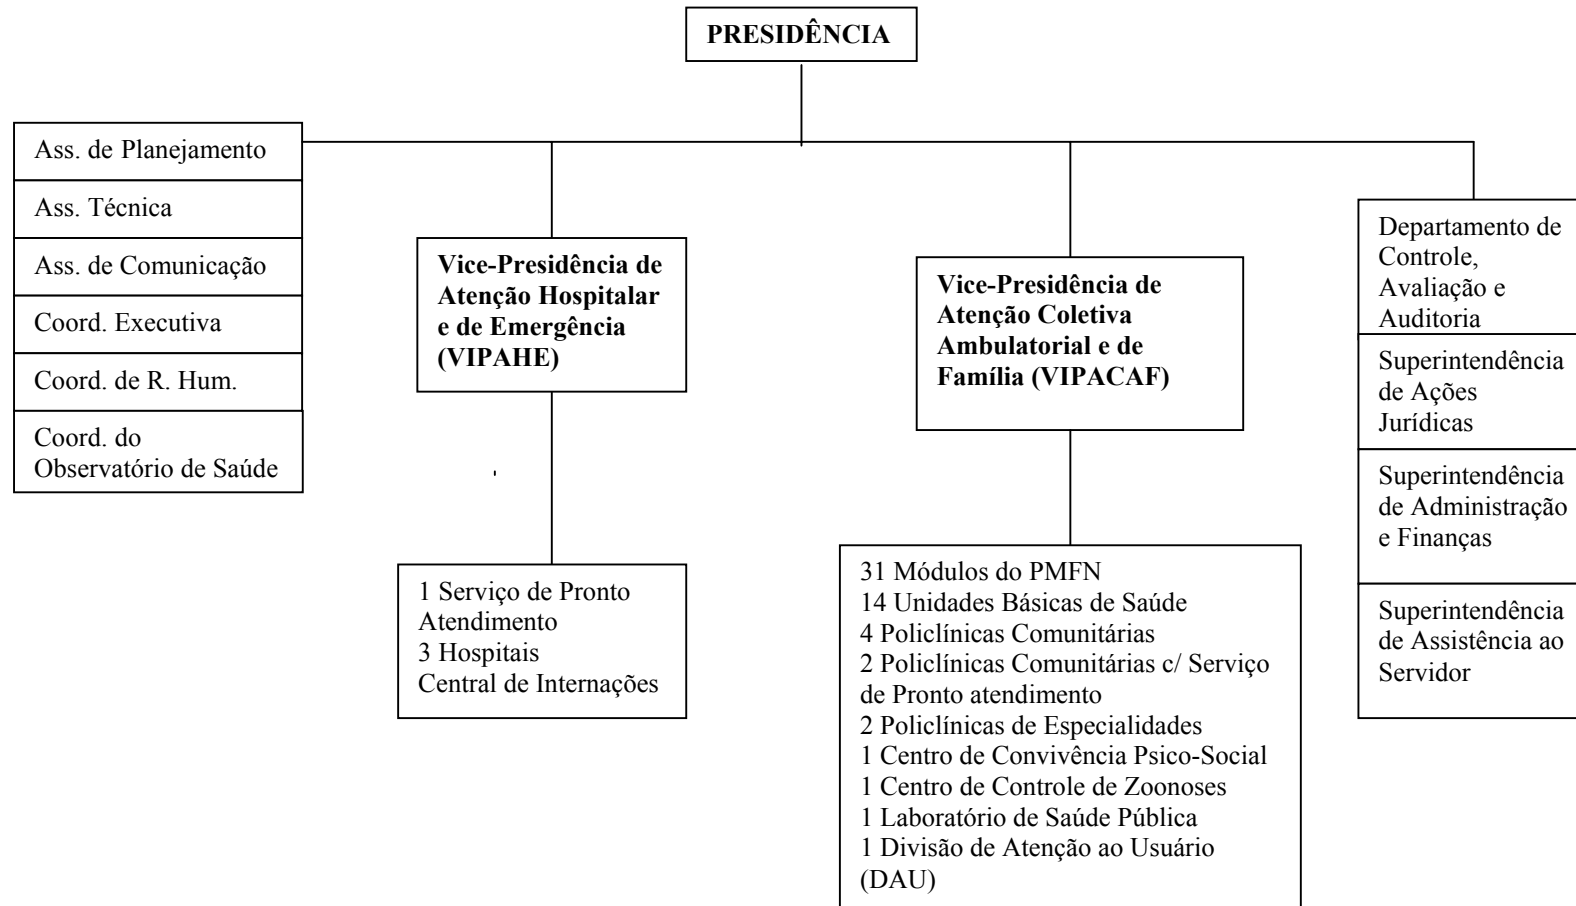 PRESIDÊNCIA
Ass. de Planejamento
Ass. Técnica
Ass. de Comunicação
Coord. Executiva
Coord. de R. Hum.
Coord. do
Observatório de Saúde
Vice-Presidência de
Atenção Hospitalar
e de Emergência
(VIPAHE)
1 Serviço de Pronto
Atendimento
3 Hospitais
Central de Internações
Vice-Presidência de
Atenção Coletiva
Ambulatorial e de
Família (VIPACAF)
31 Módulos do PMFN
14 Unidades Básicas de Saúde
4 Policlínicas Comunitárias
2 Policlínicas Comunitárias c/ Serviço
de Pronto atendimento
2 Policlínicas de Especialidades
1 Centro de Convivência Psico-Social
1 Centro de Controle de Zoonoses
1 Laboratório de Saúde Pública
1 Divisão de Atenção ao Usuário
(DAU)
Departamento de
Controle,
Avaliação e
Auditoria
Superintendência
de Ações
Jurídicas
Superintendência
de Administração
e Finanças
Superintendência
de Assistência ao
Servidor